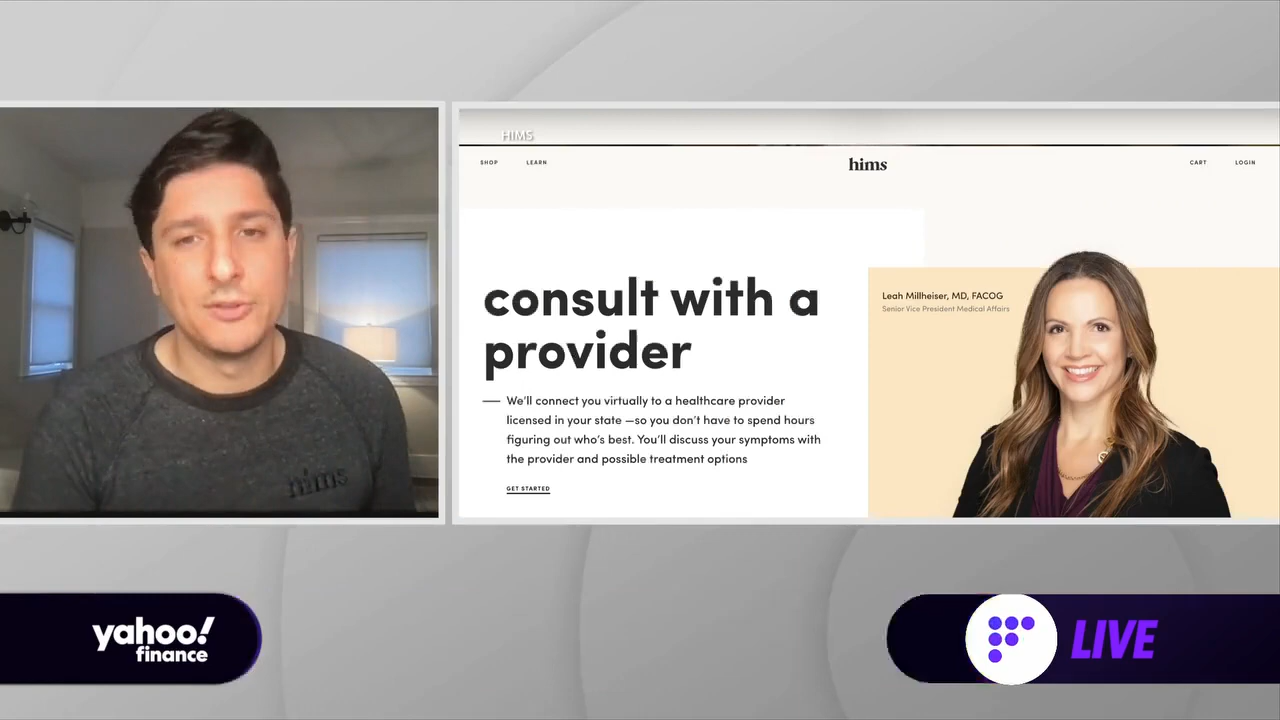 hims
HIMS
SHOP
LEARN
hims
CART
LOGIN
consult with a
provider
Leah Millheiser, MD, FACOG
Senior Vice President Medical Affairs
We'll connect you virtually to a healthcare provider
licensed in your state —so you don't have to spend hours
figuring out who's best. You'll discuss your symptoms with
the provider and possible treatment options
GET STARTED
yahoo!
finance
LIVE